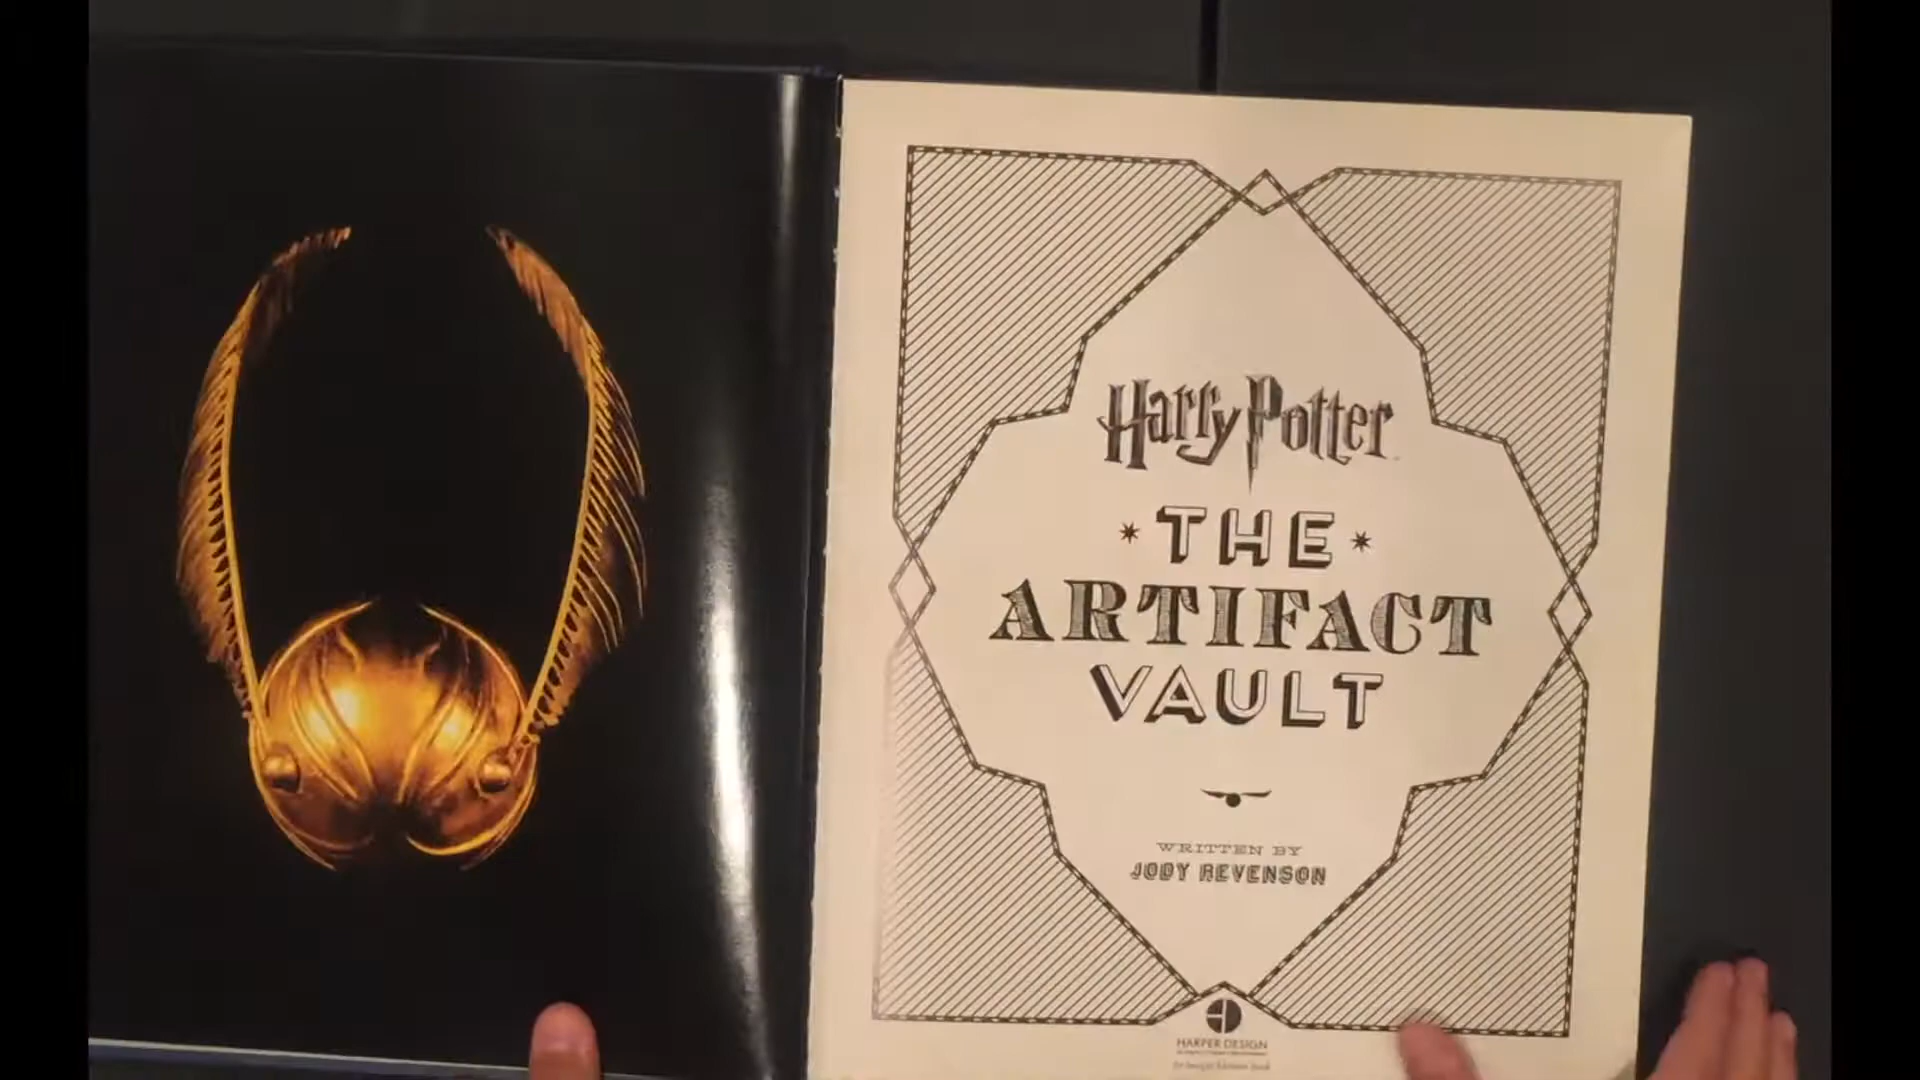 Harry Potter
THE
ARTIFACT
VAULT
WRITTEN BY
JODY REVENSON
HARPER DESIGN